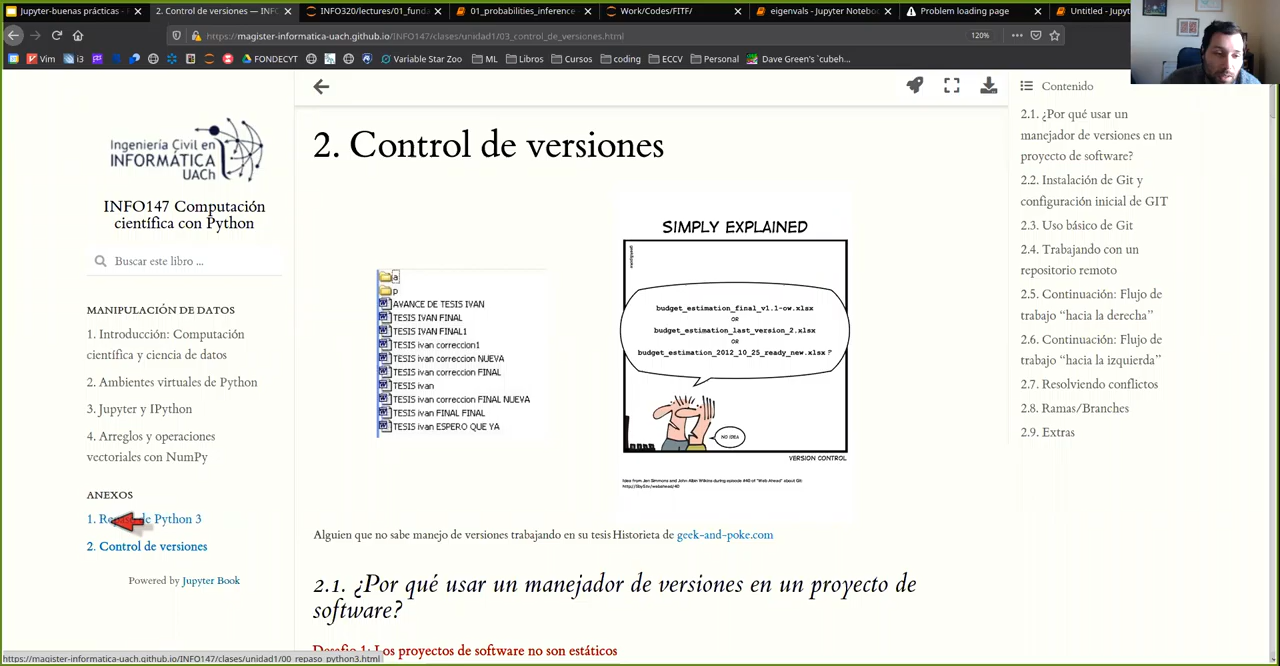 Jupyter-buenas prácticas -
2. Control de versiones — INFO
INFO320/lectures/01_funda
01_probabilities_inference
Work/Codes/FITF/
eigenvals - Jupyter Notebo
Problem loading page
Untitled - Jupy
https://magister-informatica-uach.github.io/INFO147/clases/unidad1/03_control_de_versiones.html
120%
Vim
i3
FONDECYT
Variable Star Zoo
ML
Libros
Cursos
coding
ECCV
Personal
Dave Green's `cubeh...
Ingeniería Civil en
INFORMÁTICA
UACh
INFO147 Computación
científica con Python
Buscar este libro ...
MANIPULACIÓN DE DATOS
1. Introducción: Computación
científica y ciencia de datos
2. Ambientes virtuales de Python
3. Jupyter y IPython
4. Arreglos y operaciones
vectoriales con NumPy
ANEXOS
1. Repaso de Python 3
2. Control de versiones
Powered by Jupyter Book
2. Control de versiones
a
p
AVANCE DE TESIS IVAN
TESIS IVAN FINAL
TESIS IVAN FINAL1
TESIS ivan correccion1
TESIS ivan correccion NUEVA
TESIS ivan correccion FINAL
TESIS ivan
TESIS ivan correccion FINAL NUEVA
TESIS ivan FINAL FINAL
TESIS ivan ESPERO QUE YA
SIMPLY EXPLAINED
budget_estimation_final_v1.1-ow.xlsx
OR
budget_estimation_last_version_2.xlsx
OR
budget_estimation_2012_10_25_ready_new.xlsx ?
NO IDEA
VERSION CONTROL
Alguien que no sabe manejo de versiones trabajando en su tesis Historieta de geek-and-poke.com
2.1. ¿Por qué usar un manejador de versiones en un proyecto de
software?
Desafio 1: Los proyectos de software no son estáticos
Contenido
2.1. ¿Por qué usar un
manejador de versiones en un
proyecto de software?
2.2. Instalación de Git y
configuración inicial de GIT
2.3. Uso básico de Git
2.4. Trabajando con un
repositorio remoto
2.5. Continuación: Flujo de
trabajo “hacia la derecha”
2.6. Continuación: Flujo de
trabajo “hacia la izquierda”
2.7. Resolviendo conflictos
2.8. Ramas/Branches
2.9. Extras
https://magister-informatica-uach.github.io/INFO147/clases/unidad1/00_repaso_python3.html